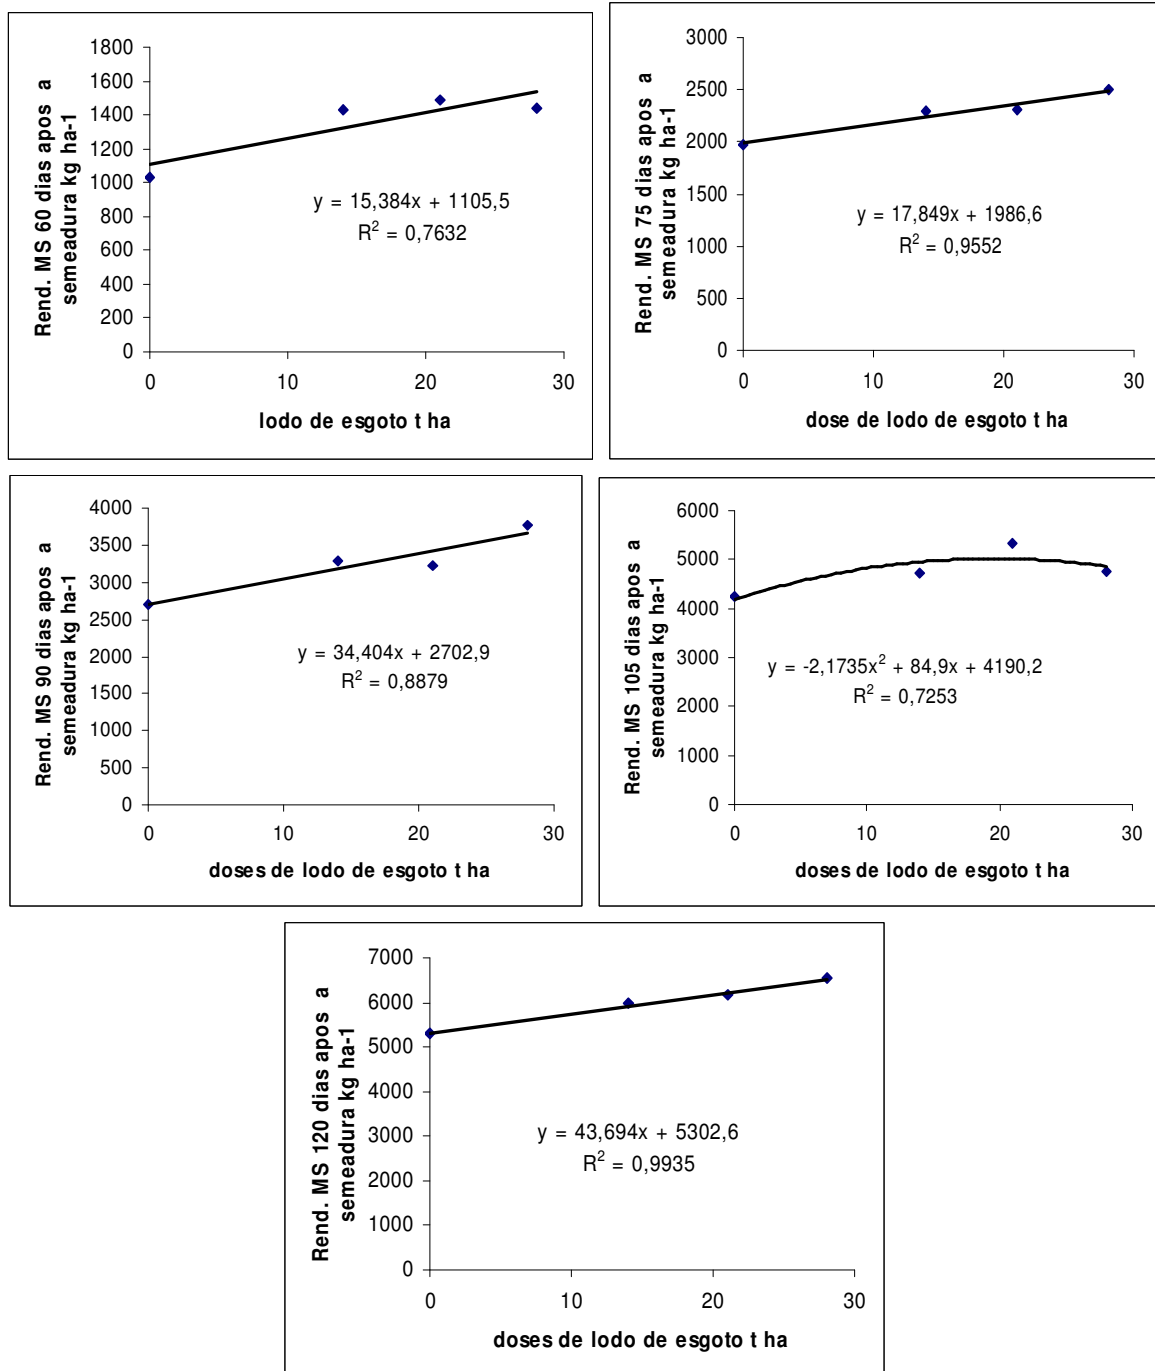 Rend. MS 60 dias apos a
semeadura kg ha-1
1800
1600
1400
1200
1000
800
600
400
200
0
y = 15,384x + 1105,5
R² = 0,7632
0 10 20 30
lodo de esgoto t ha
Rend. MS 75 dias apos a
semeadura kg ha-1
3000
2500
2000
1500
1000
500
0
y = 17,849x + 1986,6
R² = 0,9552
0 10 20 30
dose de lodo de esgoto t ha
Rend. MS 90 dias apos a
semeadura kg ha-1
4000
3500
3000
2500
2000
1500
1000
500
0
y = 34,404x + 2702,9
R² = 0,8879
0 10 20 30
doses de lodo de esgoto t ha
Rend. MS 105 dias apos a
semeadura kg ha-1
6000
5000
4000
3000
2000
1000
0
y = -2,1735x² + 84,9x + 4190,2
R² = 0,7253
0 10 20 30
doses de lodo de esgoto t ha
Rend. MS 120 dias apos a
semeadura kg ha-1
7000
6000
5000
4000
3000
2000
1000
0
y = 43,694x + 5302,6
R² = 0,9935
0 10 20 30
doses de lodo de esgoto t ha